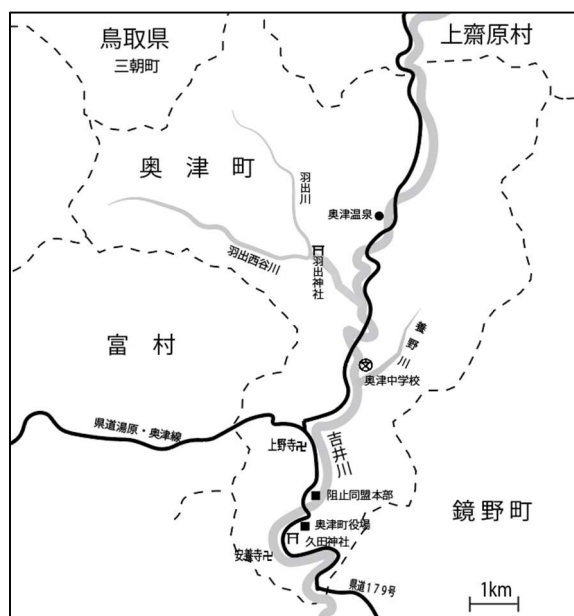 鳥取県
三朝町
上齋原村
奥津町
羽出川
奥津温泉
羽出西谷川
羽出神社
富村
養野川
奥津中学校
県道湯原・奥津線
上野寺卍
吉井川
阻止同盟本部
鏡野町
奥津町役場
久田神社
安養寺卍
県道179号
1km